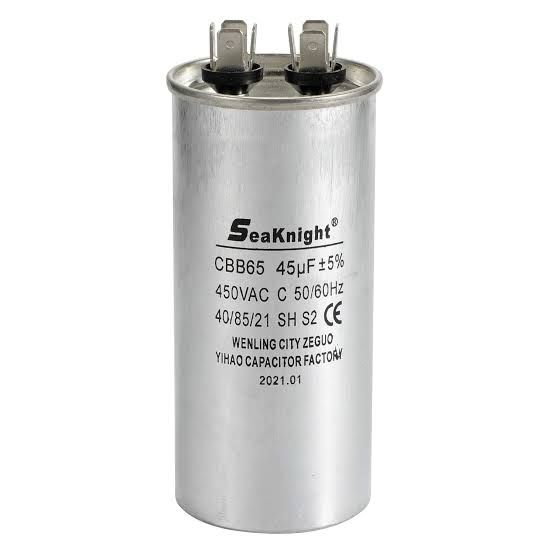 SeaKnight®
CBB65 45µF±5%
450VAC C 50/60Hz
40/85/21 SH S2 CE
WENLING CITY ZEGUO
YIHAO CAPACITOR FACTORY
2021.01